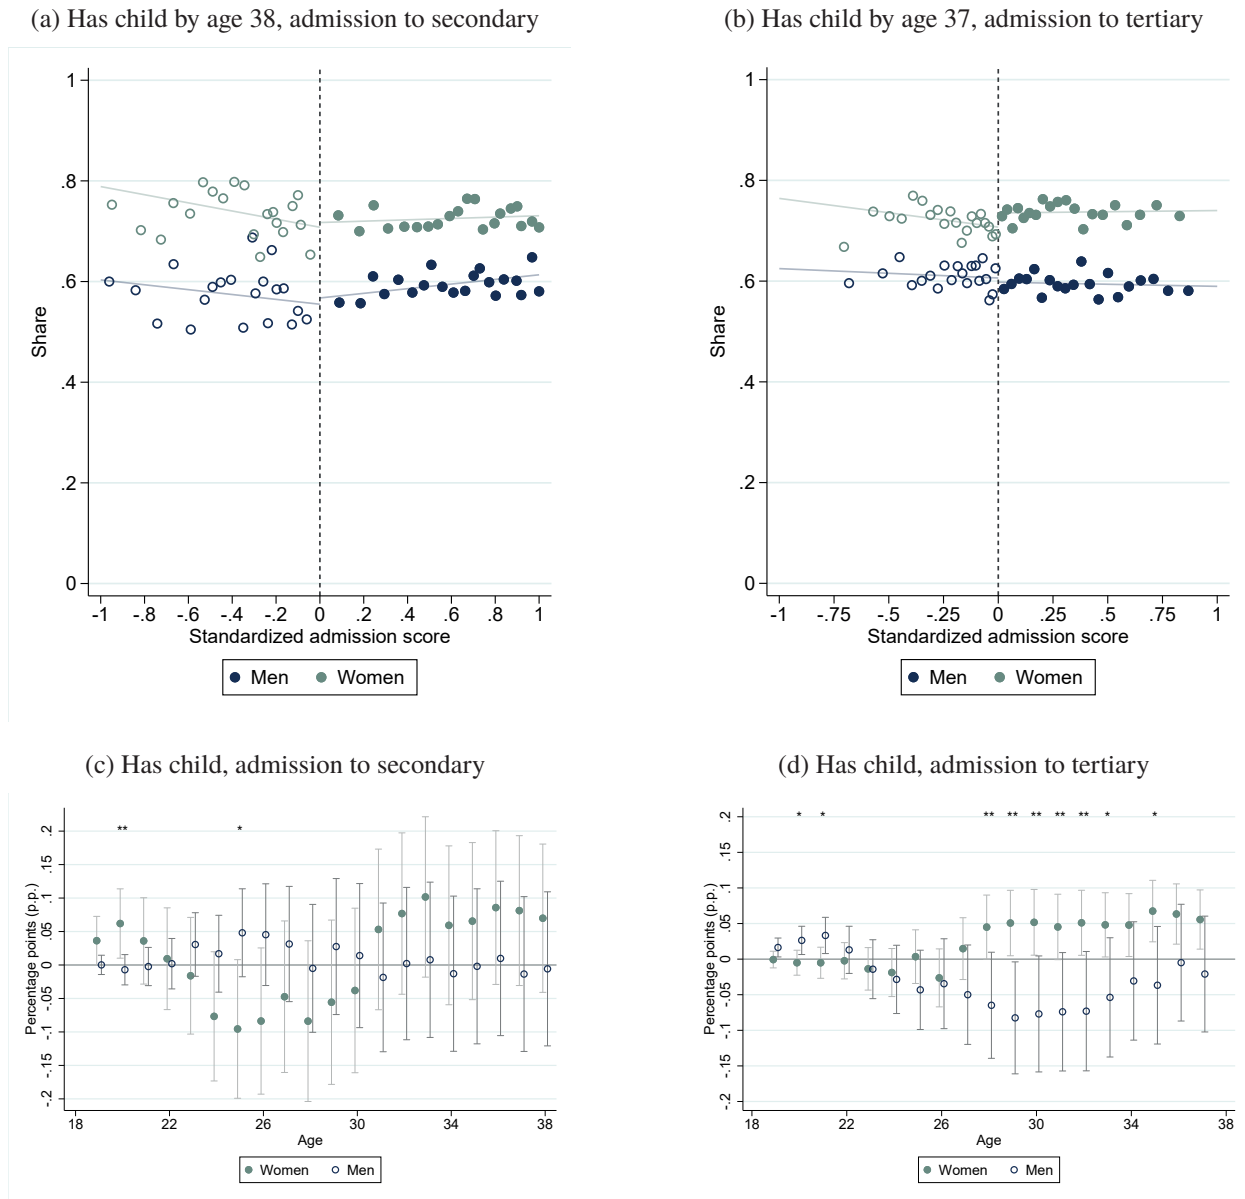 (a) Has child by age 38, admission to secondary
1
.8
.6
.4
.2
0
Share
-1 -.8 -.6 -.4 -.2 0 .2 .4 .6 .8 1
Standardized admission score
Men Women
(b) Has child by age 37, admission to tertiary
1
.8
.6
.4
.2
0
Share
-1 -.75 -.5 -.25 0 .25 .5 .75 1
Standardized admission score
Men Women
(c) Has child, admission to secondary
** *
.2
.15
.1
.05
0
-.05
-.1
-.15
-.2
Percentage points (p.p.)
18 22 26 30 34 38
Age
Women Men
(d) Has child, admission to tertiary
* * ** ** ** ** ** * *
.2
.15
.1
.05
0
-.05
-.1
-.15
-.2
Percentage points (p.p.)
18 22 26 30 34 38
Age
Women Men